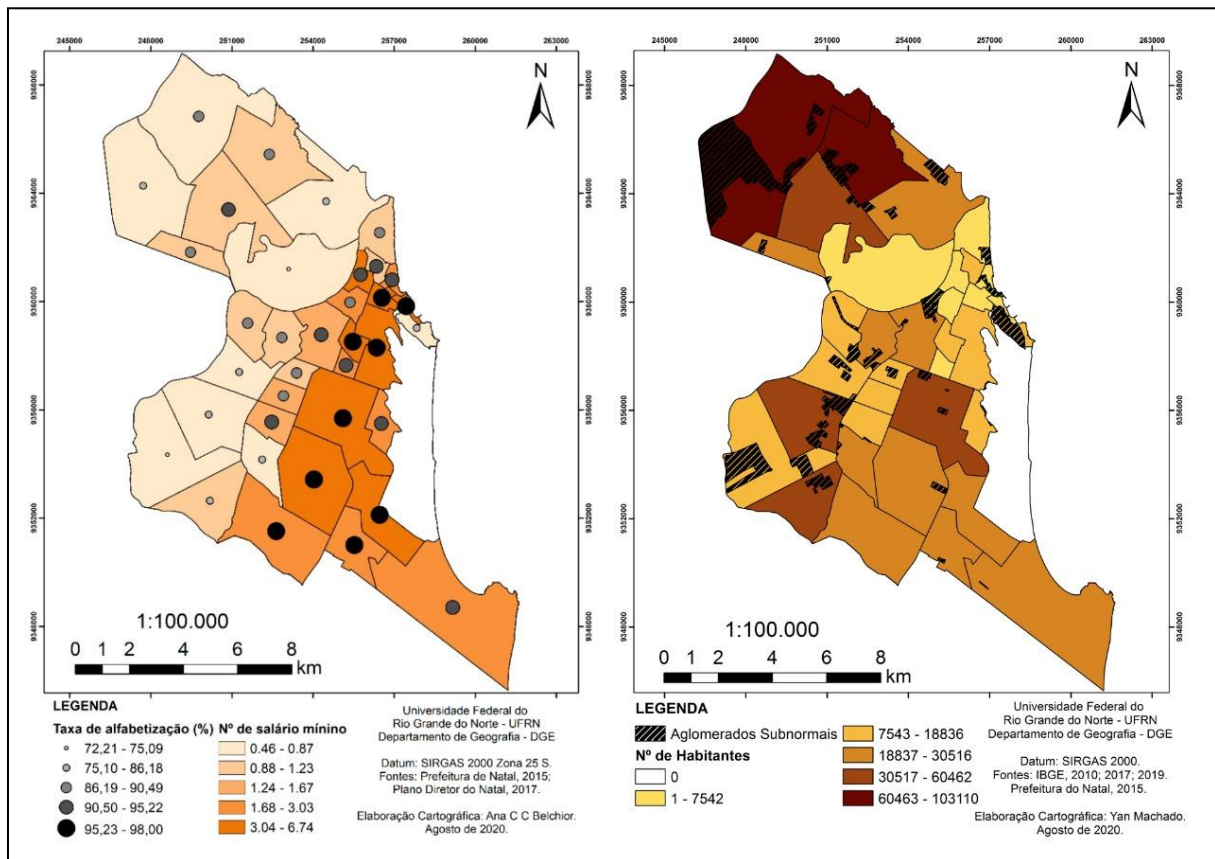 245000 248000 251000 254000 257000 260000 263000
N
9368000
9364000
9360000
9356000
9352000
9348000
1:100.000
0 1 2 4 6 8
km
LEGENDA
Taxa de alfabetização (%)
72,21 - 75,09
75,10 - 86,18
86,19 - 90,49
90,50 - 95,22
95,23 - 98,00
Nº de salário mínino
0.46 - 0.87
0.88 - 1.23
1.24 - 1.67
1.68 - 3.03
3.04 - 6.74
Universidade Federal do
Rio Grande do Norte - UFRN
Departamento de Geografia - DGE
Datum: SIRGAS 2000 Zona 25 S.
Fontes: Prefeitura de Natal, 2015;
Plano Diretor do Natal, 2017.
Elaboração Cartográfica: Ana C C Belchior.
Agosto de 2020.
245000 248000 251000 254000 257000 260000 263000
N
9368000
9364000
9360000
9356000
9352000
9348000
1:100.000
0 1 2 4 6 8
km
LEGENDA
Aglomerados Subnormais
Nº de Habitantes
0
1 - 7542
7543 - 18836
18837 - 30516
30517 - 60462
60463 - 103110
Universidade Federal do
Rio Grande do Norte - UFRN
Departamento de Geografia - DGE
Datum: SIRGAS 2000.
Fontes: IBGE, 2010; 2017; 2019.
Prefeitura do Natal, 2015.
Elaboração Cartográfica: Yan Machado.
Agosto de 2020.